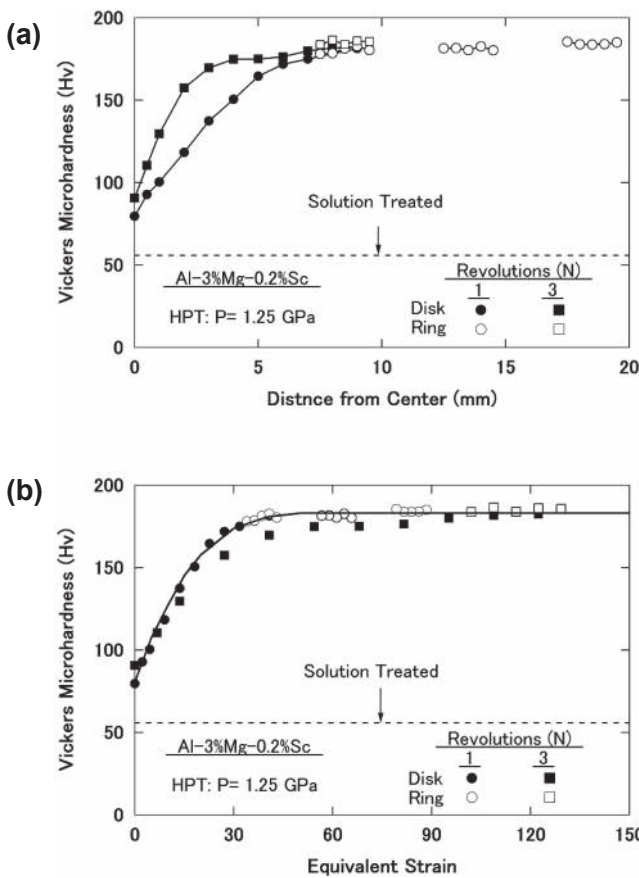 (a)
200
150
100
50
0
Vickers Microhardness (Hv)
Solution Treated
Al-3%Mg-0.2%Sc
HPT: P= 1.25 GPa
Revolutions (N)
1 3
Disk
Ring
0 5 10 15 20
Distnce from Center (mm)
(b)
200
150
100
50
0
Vickers Microhardness (Hv)
Solution Treated
Al-3%Mg-0.2%Sc
HPT: P= 1.25 GPa
Revolutions (N)
1 3
Disk
Ring
0 30 60 90 120 150
Equivalent Strain